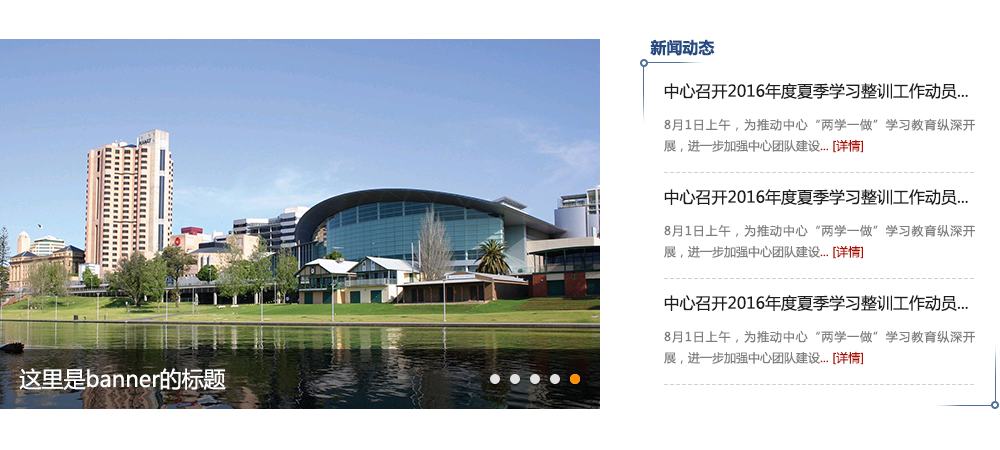 新闻动态
中心召开2016年度夏季学习整训工作动员...
8月1日上午，为推动中心“两学一做”学习教育纵深开
展，进一步加强中心团队建设... [详情]
中心召开2016年度夏季学习整训工作动员...
8月1日上午，为推动中心“两学一做”学习教育纵深开
展，进一步加强中心团队建设... [详情]
中心召开2016年度夏季学习整训工作动员...
8月1日上午，为推动中心“两学一做”学习教育纵深开
展，进一步加强中心团队建设... [详情]
这里是banner的标题